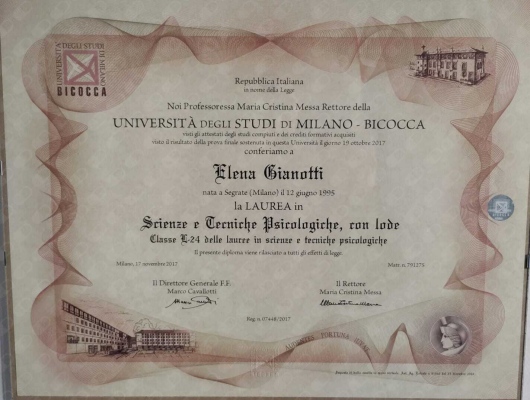 UNIVERSITÀ
DEGLI STUDI
DI MILANO
BICOCCA
Repubblica Italiana
in nome della Legge
Noi Professoressa Maria Cristina Messa Rettore della
UNIVERSITÀ DEGLI STUDI DI MILANO - BICOCCA
visti gli attestati degli studi compiuti e dei crediti formativi acquisiti
visto il risultato della prova finale sostenuta in questa Università il giorno 19 ottobre 2017
conferiamo a
Elena Gianotti
nata a Segrate (Milano) il 12 giugno 1995
la LAUREA in
Scienze e Tecniche Psicologiche, con lode
Classe L-24 delle lauree in scienze e tecniche psicologiche
Il presente diploma viene rilasciato a tutti gli effetti di legge.
Milano, 17 novembre 2017
Matr. n. 791275
Il Direttore Generale F.F.
Marco Cavallotti
Il Rettore
Maria Cristina Messa
Reg. n. 07448/2017
AUDENTES FORTUNA IUVAT